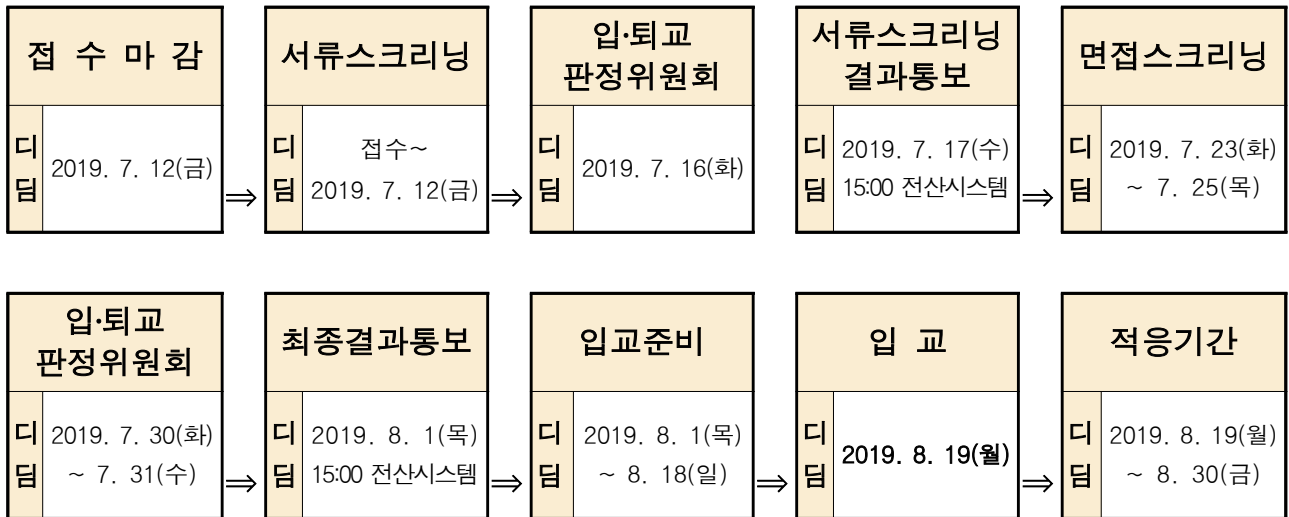 접 수 마 감
디딤
2019. 7. 12(금)
⇒
서류스크리닝
디딤
접수~
2019. 7. 12(금)
⇒
입·퇴교
판정위원회
디딤
2019. 7. 16(화)
서류스크리닝
결과통보
디딤
2019. 7. 17(수)
15:00 전산시스템
⇒
면접스크리닝
디딤
2019. 7. 23(화)
~ 7. 25(목)
입·퇴교
판정위원회
디딤
2019. 7. 30(화)
~ 7. 31(수)
⇒
최종결과통보
디딤
2019. 8. 1(목)
15:00 전산시스템
⇒
입교준비
디딤
2019. 8. 1(목)
~ 8. 18(일)
⇒
입 교
디딤
2019. 8. 19(월)
⇒
적응기간
디딤
2019. 8. 19(월)
~ 8. 30(금)